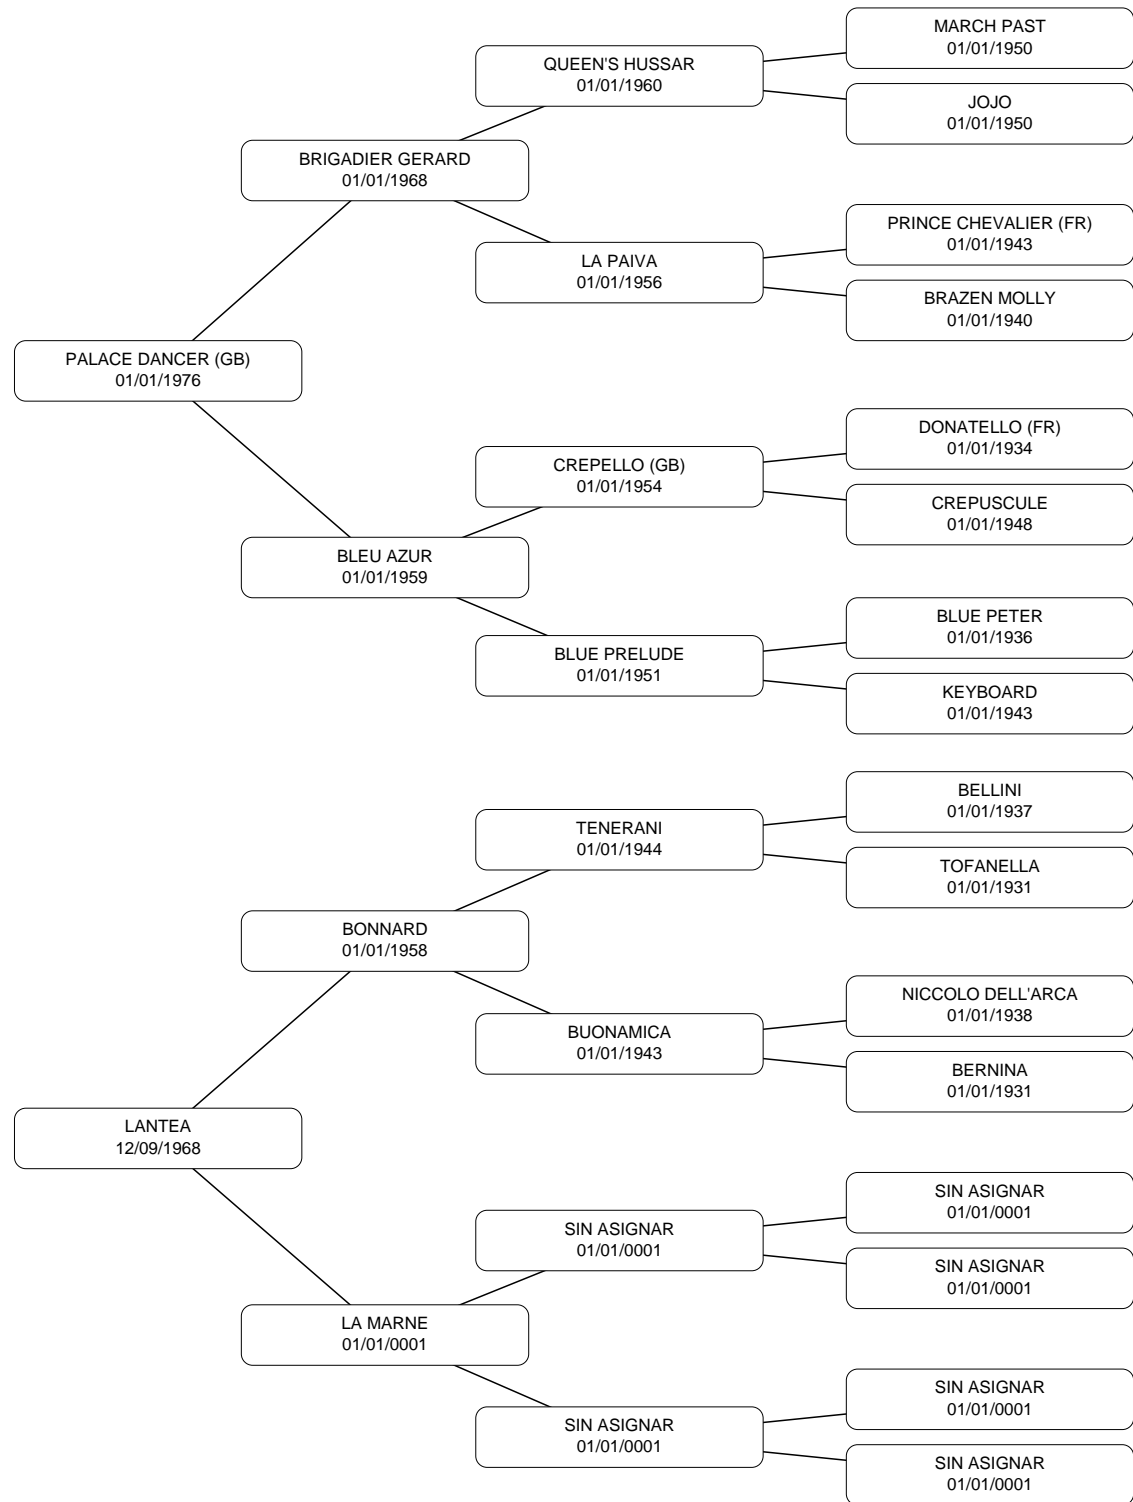 MARCH PAST
01/01/1950
QUEEN'S HUSSAR
01/01/1960
JOJO
01/01/1950
BRIGADIER GERARD
01/01/1968
PRINCE CHEVALIER (FR)
01/01/1943
LA PAIVA
01/01/1956
BRAZEN MOLLY
01/01/1940
PALACE DANCER (GB)
01/01/1976
DONATELLO (FR)
01/01/1934
CREPELLO (GB)
01/01/1954
CREPUSCULE
01/01/1948
BLEU AZUR
01/01/1959
BLUE PETER
01/01/1936
BLUE PRELUDE
01/01/1951
KEYBOARD
01/01/1943
BELLINI
01/01/1937
TENERANI
01/01/1944
TOFANELLA
01/01/1931
BONNARD
01/01/1958
NICCOLO DELL'ARCA
01/01/1938
BUONAMICA
01/01/1943
BERNINA
01/01/1931
LANTEA
12/09/1968
SIN ASIGNAR
01/01/0001
SIN ASIGNAR
01/01/0001
SIN ASIGNAR
01/01/0001
LA MARNE
01/01/0001
SIN ASIGNAR
01/01/0001
SIN ASIGNAR
01/01/0001
SIN ASIGNAR
01/01/0001